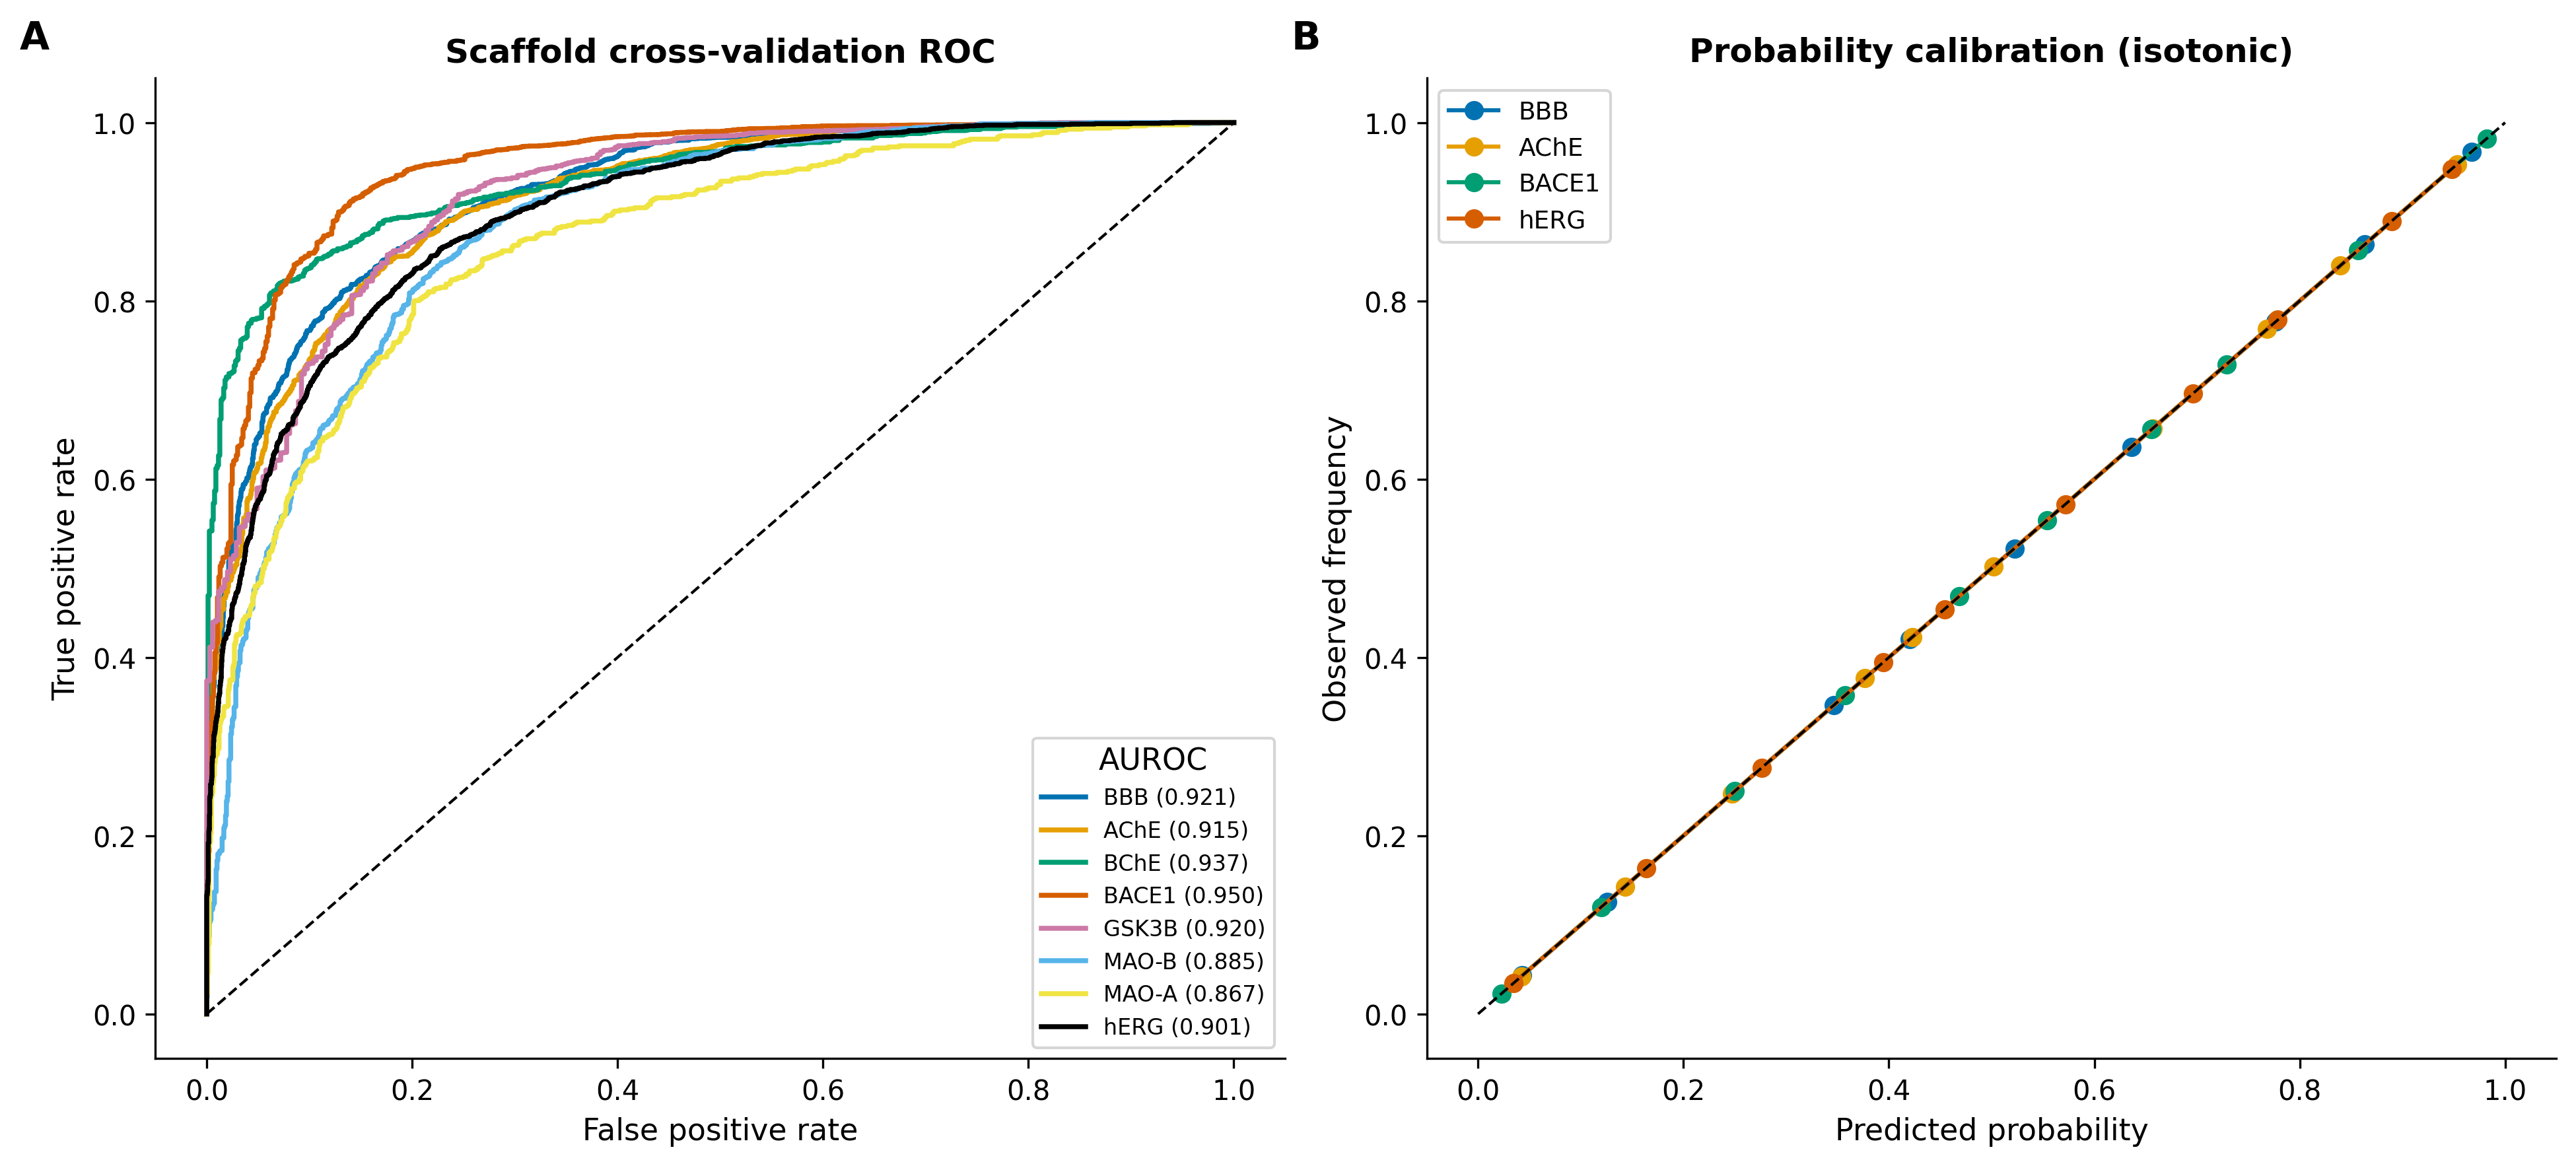 A
Scaffold cross-validation ROC
True positive rate
1.0
0.8
0.6
0.4
0.2
0.0
0.0 0.2 0.4 0.6 0.8 1.0
False positive rate
AUROC
BBB (0.921)
AChE (0.915)
BChE (0.937)
BACE1 (0.950)
GSK3B (0.920)
MAO-B (0.885)
MAO-A (0.867)
hERG (0.901)
B
Probability calibration (isotonic)
BBB
AChE
BACE1
hERG
Observed frequency
1.0
0.8
0.6
0.4
0.2
0.0
0.0 0.2 0.4 0.6 0.8 1.0
Predicted probability